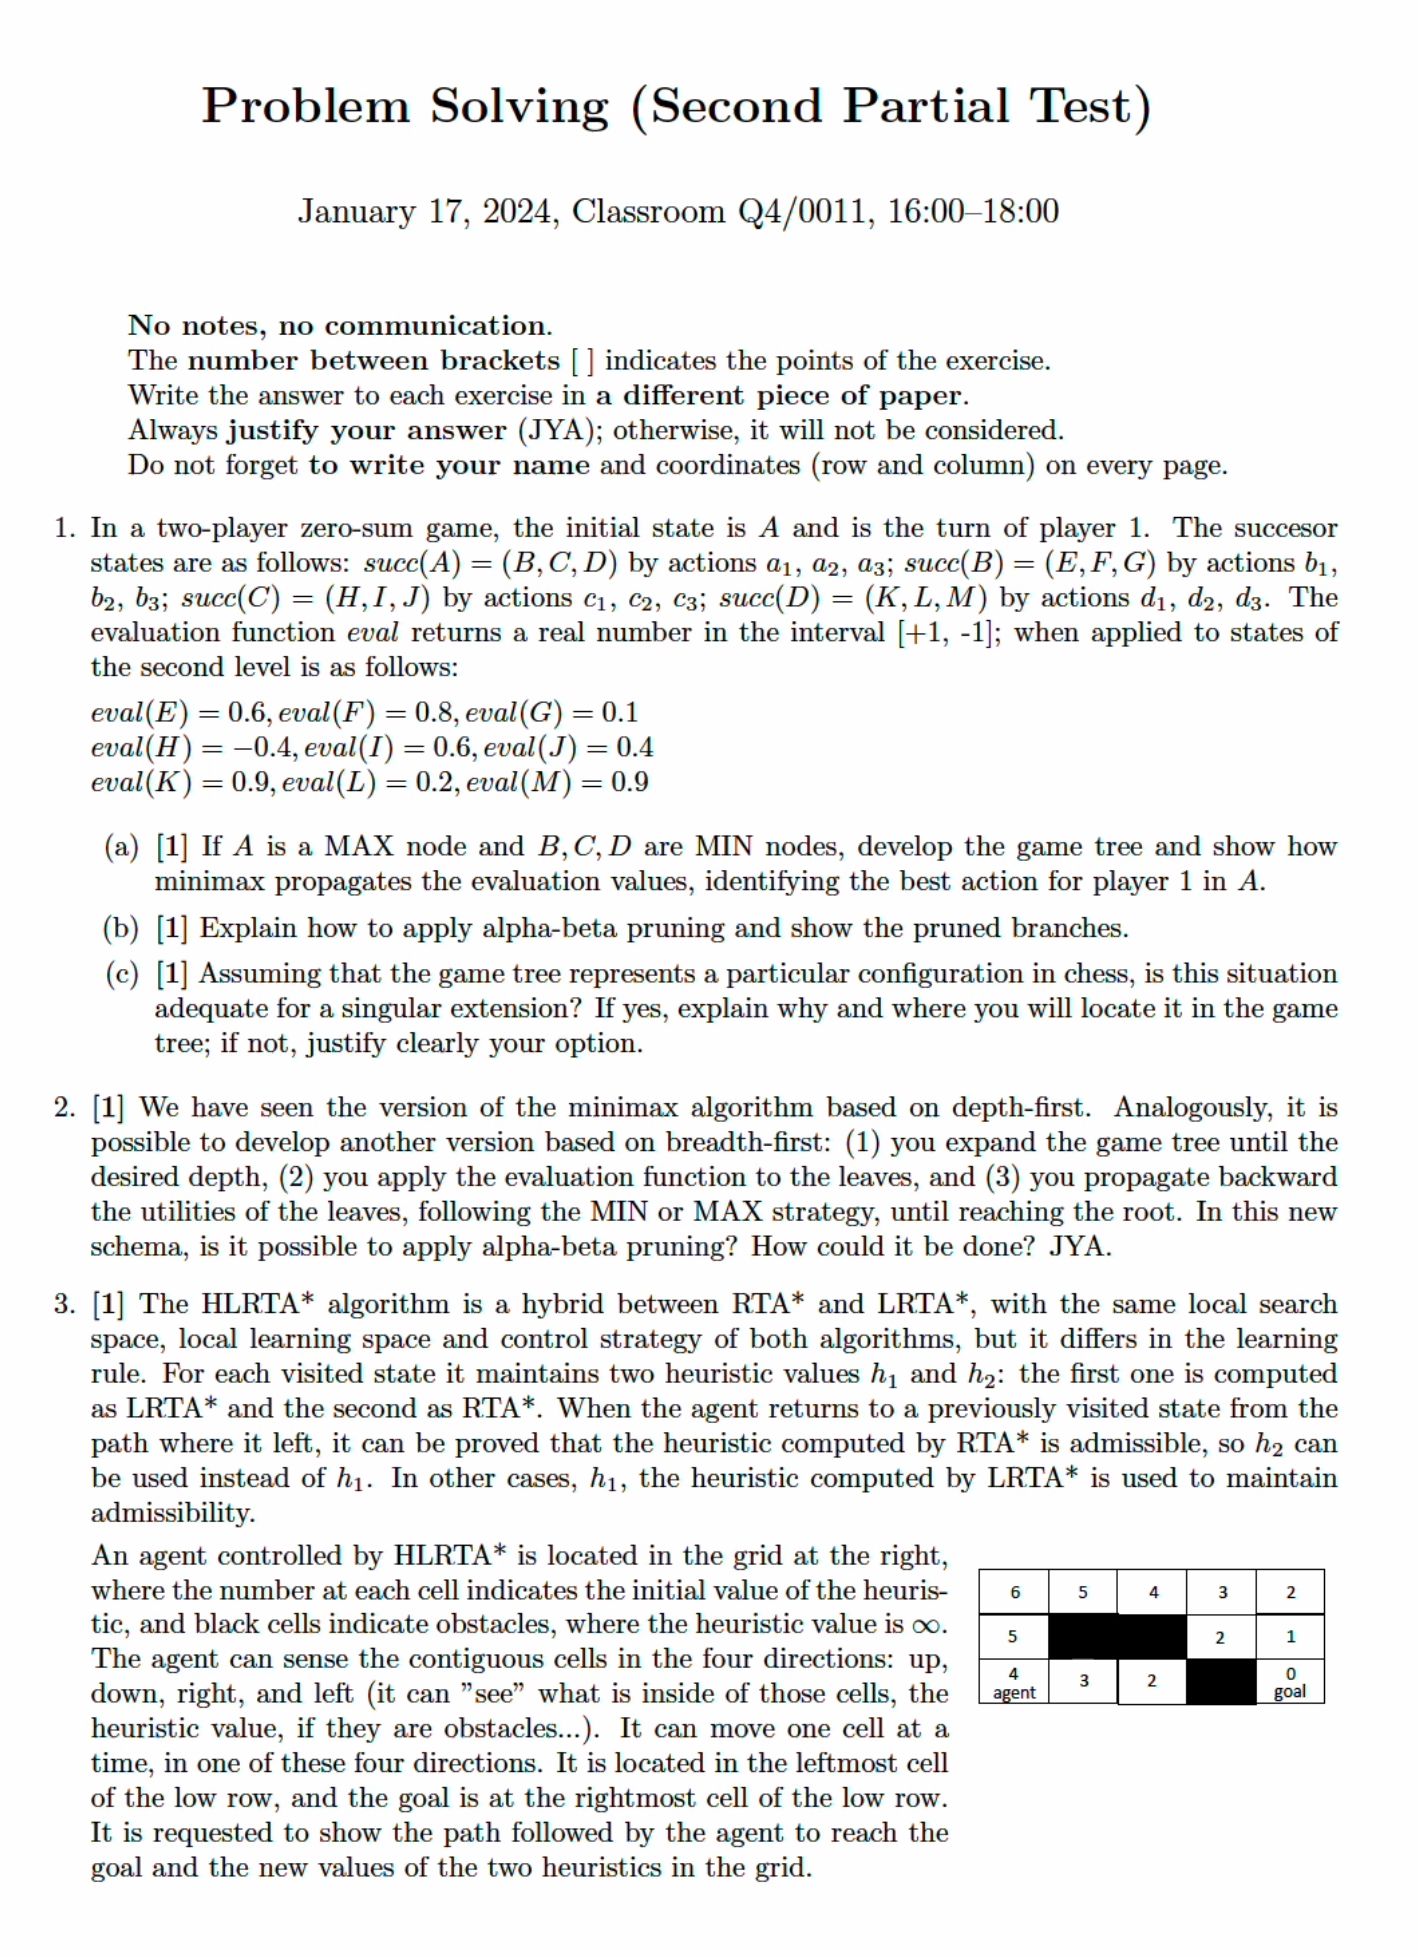 Problem Solving (Second Partial Test)
January 17, 2024, Classroom Q4/0011, 16:00–18:00
No notes, no communication.
The number between brackets [ ] indicates the points of the exercise.
Write the answer to each exercise in a different piece of paper.
Always justify your answer (JYA); otherwise, it will not be considered.
Do not forget to write your name and coordinates (row and column) on every page.
1. In a two-player zero-sum game, the initial state is A and is the turn of player 1. The succesor
states are as follows: succ(A) = (B, C, D) by actions a₁, a₂, a₃; succ(B) = (E, F, G) by actions b₁,
b₂, b₃; succ(C) = (H, I, J) by actions c₁, c₂, c₃; succ(D) = (K, L, M) by actions d₁, d₂, d₃. The
evaluation function eval returns a real number in the interval [+1, -1]; when applied to states of
the second level is as follows:
eval(E) = 0.6, eval(F) = 0.8, eval(G) = 0.1
eval(H) = −0.4, eval(I) = 0.6, eval(J) = 0.4
eval(K) = 0.9, eval(L) = 0.2, eval(M) = 0.9
(a) [1] If A is a MAX node and B, C, D are MIN nodes, develop the game tree and show how
minimax propagates the evaluation values, identifying the best action for player 1 in A.
(b) [1] Explain how to apply alpha-beta pruning and show the pruned branches.
(c) [1] Assuming that the game tree represents a particular configuration in chess, is this situation
adequate for a singular extension? If yes, explain why and where you will locate it in the game
tree; if not, justify clearly your option.
2. [1] We have seen the version of the minimax algorithm based on depth-first. Analogously, it is
possible to develop another version based on breadth-first: (1) you expand the game tree until the
desired depth, (2) you apply the evaluation function to the leaves, and (3) you propagate backward
the utilities of the leaves, following the MIN or MAX strategy, until reaching the root. In this new
schema, is it possible to apply alpha-beta pruning? How could it be done? JYA.
3. [1] The HLRTA* algorithm is a hybrid between RTA* and LRTA*, with the same local search
space, local learning space and control strategy of both algorithms, but it differs in the learning
rule. For each visited state it maintains two heuristic values h₁ and h₂: the first one is computed
as LRTA* and the second as RTA*. When the agent returns to a previously visited state from the
path where it left, it can be proved that the heuristic computed by RTA* is admissible, so h₂ can
be used instead of h₁. In other cases, h₁, the heuristic computed by LRTA* is used to maintain
admissibility.
An agent controlled by HLRTA* is located in the grid at the right,
where the number at each cell indicates the initial value of the heuris-
tic, and black cells indicate obstacles, where the heuristic value is ∞.
The agent can sense the contiguous cells in the four directions: up,
down, right, and left (it can ”see” what is inside of those cells, the
heuristic value, if they are obstacles...). It can move one cell at a
time, in one of these four directions. It is located in the leftmost cell
of the low row, and the goal is at the rightmost cell of the low row.
It is requested to show the path followed by the agent to reach the
goal and the new values of the two heuristics in the grid.
6 5 4 3 2
5 2 1
4 3 2 0
agent goal